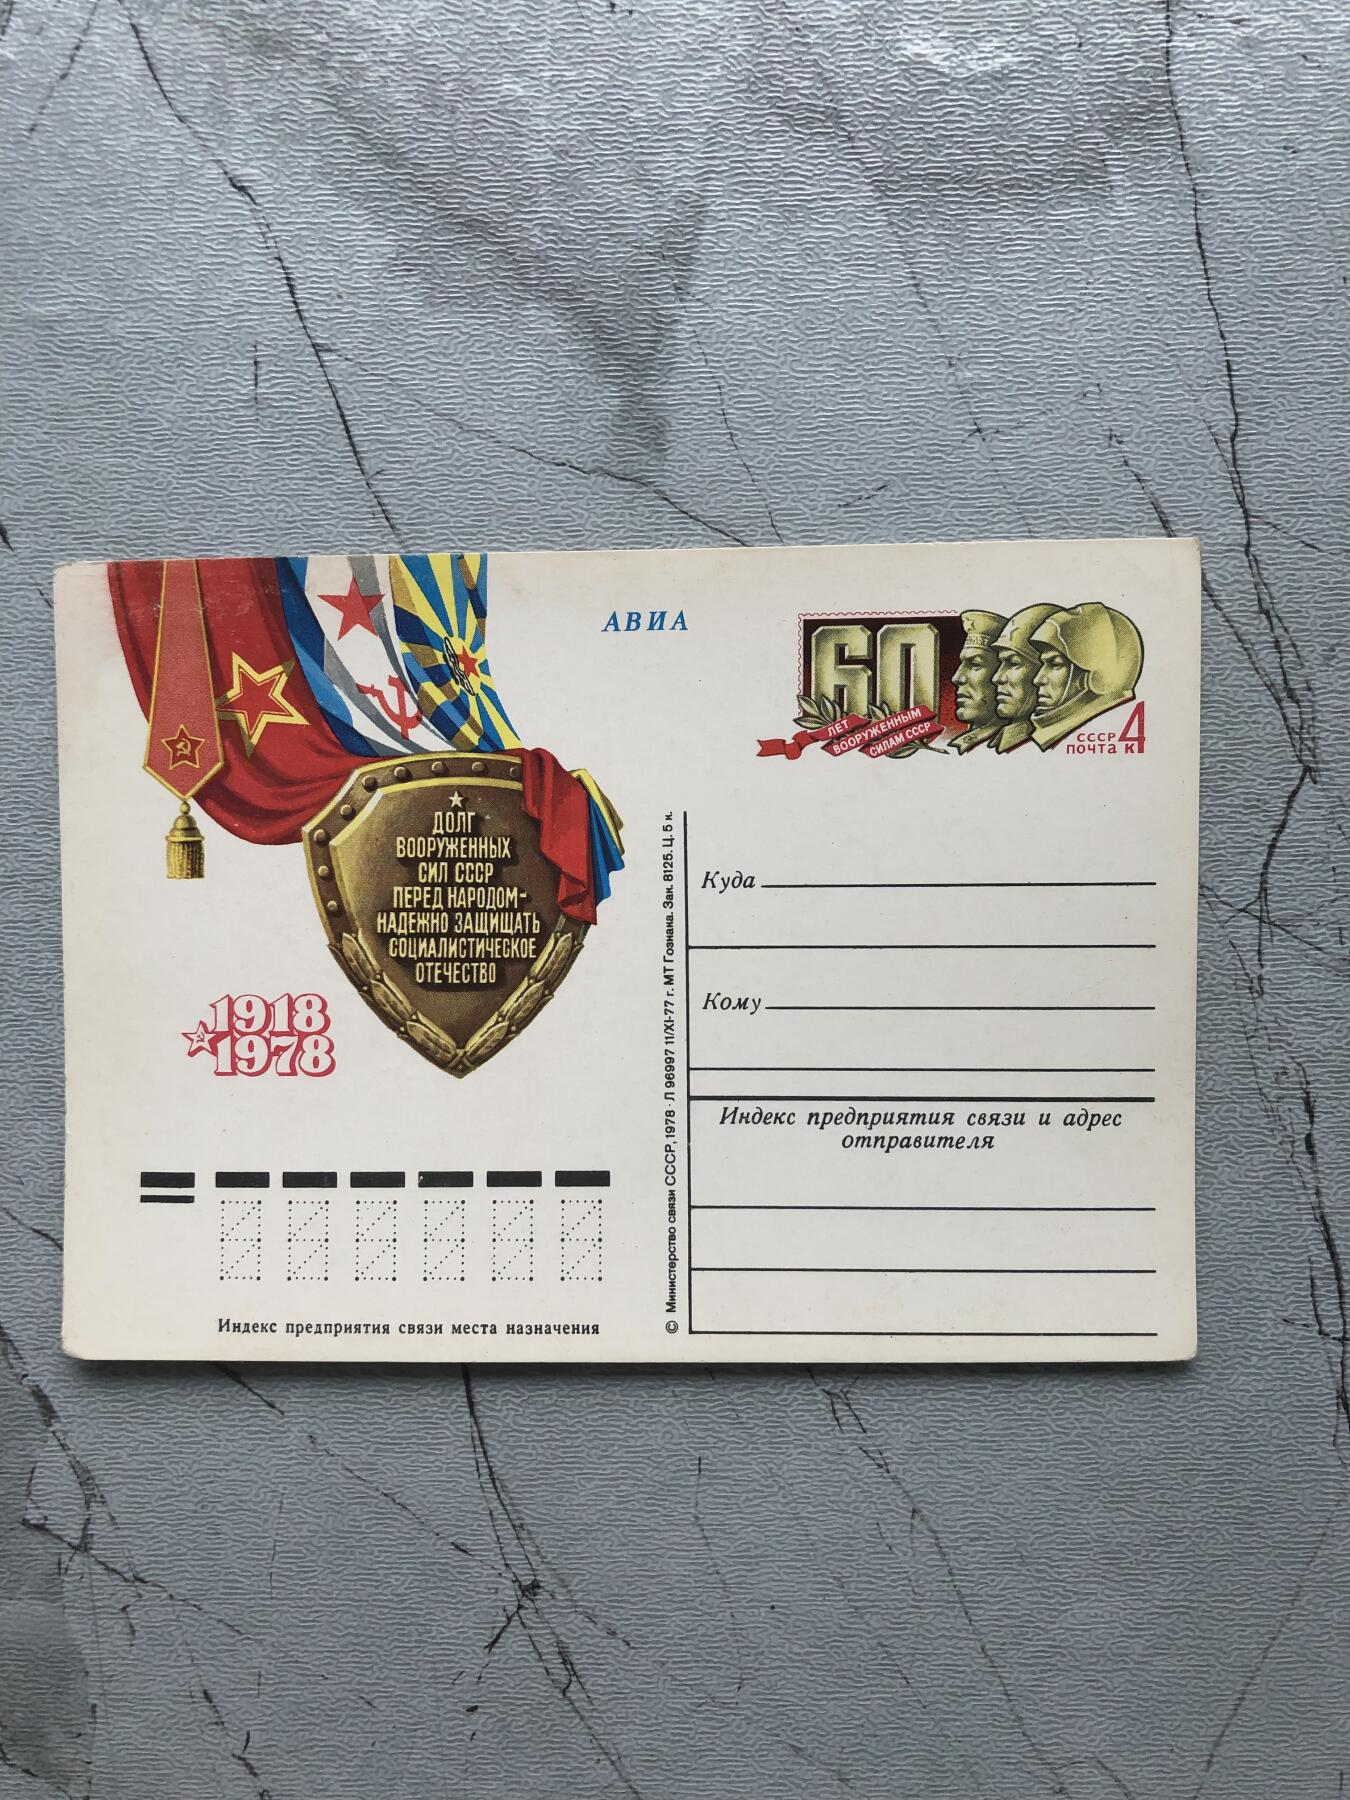 АВИА
60
ЛЕТ
ВООРУЖЕННЫМ
СИЛАМ СССР
СССР
ПОЧТА
4
К
ДОЛГ
ВООРУЖЕННЫХ
СИЛ СССР
ПЕРЕД НАРОДОМ-
НАДЕЖНО ЗАЩИЩАТЬ
СОЦИАЛИСТИЧЕСКОЕ
ОТЕЧЕСТВО
1918
1978
Индекс предприятия связи места назначения
© Министерство связи СССР, 1978 · Л 96997 11/XI-77 г. МТ Гознака. Зак. 8125. Ц. 5 к.
Куда
Кому
Индекс предприятия связи и адрес
отправителя